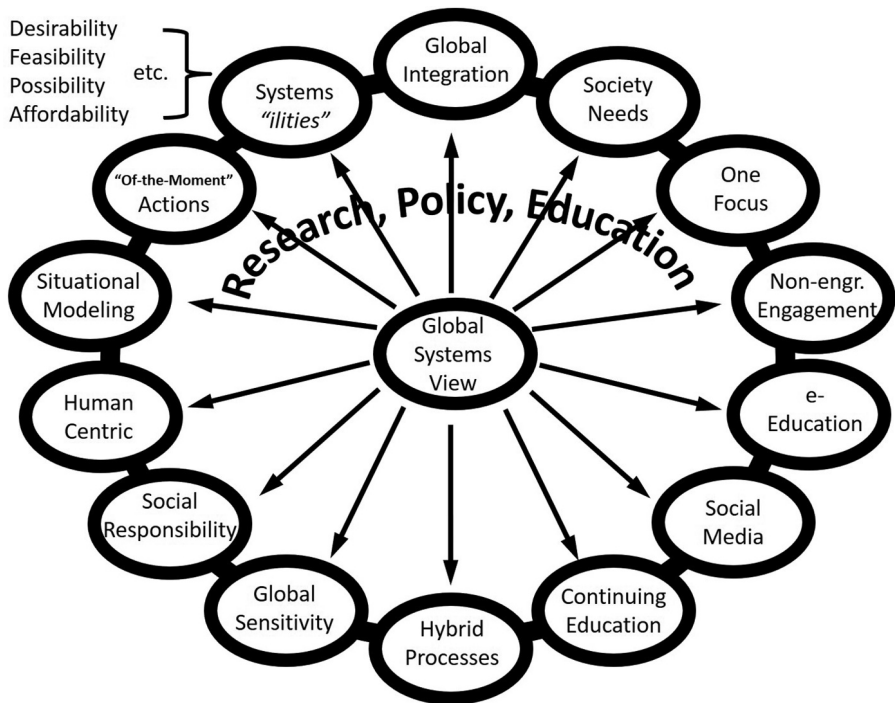 Desirability
Feasibility
Possibility
Affordability
etc.
Systems
"ilities"
Global
Integration
Society
Needs
One
Focus
Non-engr.
Engagement
e-
Education
Social
Media
Continuing
Education
Hybrid
Processes
Global
Sensitivity
Social
Responsibility
Human
Centric
Situational
Modeling
“Of-the-Moment”
Actions
Research, Policy, Education
Global
Systems
View